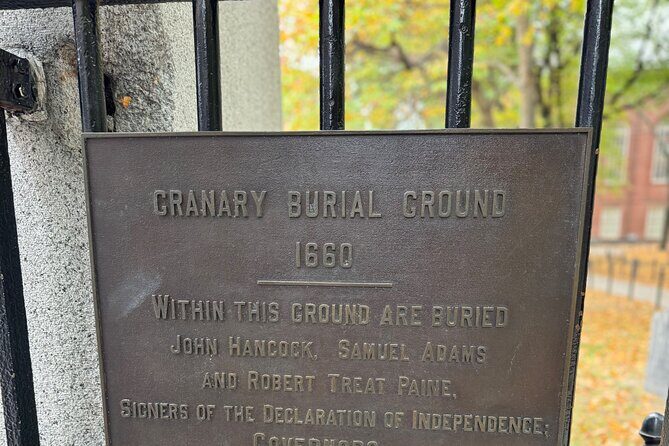 GRANARY BURIAL GROUND
1660
WITHIN THIS GROUND ARE BURIED
JOHN HANCOCK, SAMUEL ADAMS
AND ROBERT TREAT PAINE,
SIGNERS OF THE DECLARATION OF INDEPENDENCE;
GOVERNORS